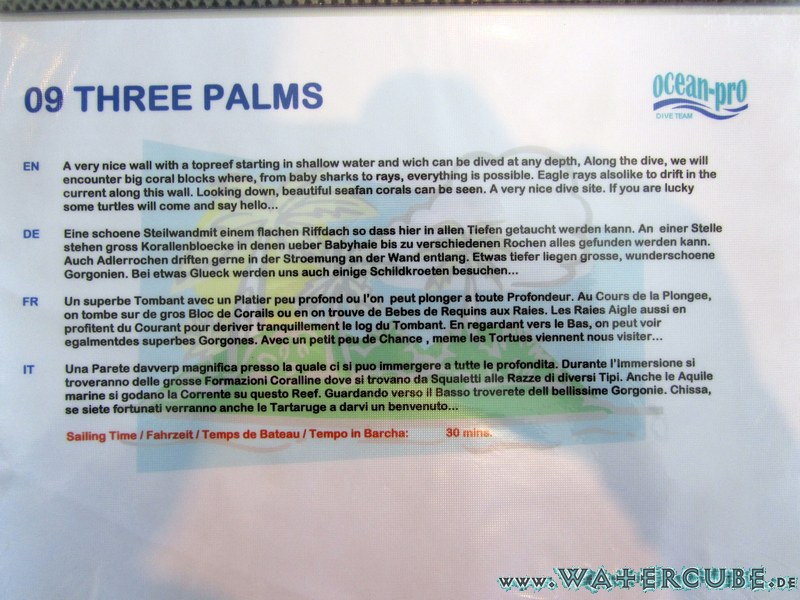 09 THREE PALMS
ocean-pro
DIVE TEAM
EN A very nice wall with a topreef starting in shallow water and wich can be dived at any depth, Along the dive, we will
encounter big coral blocks where, from baby sharks to rays, everything is possible. Eagle rays alsolike to drift in the
current along this wall. Looking down, beautiful seafan corals can be seen. A very nice dive site. If you are lucky
some turtles will come and say hello...
DE Eine schoene Steilwandmit einem flachen Riffdach so dass hier in allen Tiefen getaucht werden kann. An einer Stelle
stehen gross Korallenbloecke in denen ueber Babyhaie bis zu verschiedenen Rochen alles gefunden werden kann.
Auch Adlerrochen driften gerne in der Stroemung an der Wand entlang. Etwas tiefer liegen grosse, wunderschoene
Gorgonien. Bei etwas Glueck werden uns auch einige Schildkroeten besuchen...
FR Un superbe Tombant avec un Platier peu profond ou l'on peut plonger a toute Profondeur. Au Cours de la Plongee,
on tombe sur de gros Bloc de Corails ou en on trouve de Bebes de Requins aux Raies. Les Raies Aigle aussi en
profitent du Courant pour deriver tranquillement le log du Tombant. En regardant vers le Bas, on peut voir
egalmentdes superbes Gorgones. Avec un petit peu de Chance , meme les Tortues viennent nous visiter...
IT Una Parete davverp magnifica presso la quale ci si puo immergere a tutte le profondita. Durante l'Immersione si
troveranno delle grosse Formazioni Coralline dove si trovano da Squaletti alle Razze di diversi Tipi. Anche le Aquile
marine si godano la Corrente su questo Reef. Guardando verso il Basso troverete dell bellissime Gorgonie. Chissa,
se siete fortunati verranno anche le Tartaruge a darvi un benvenuto...
Sailing Time / Fahrzeit / Temps de Bateau / Tempo in Barcha: 30 mins.
www.WATERCUBE.DE